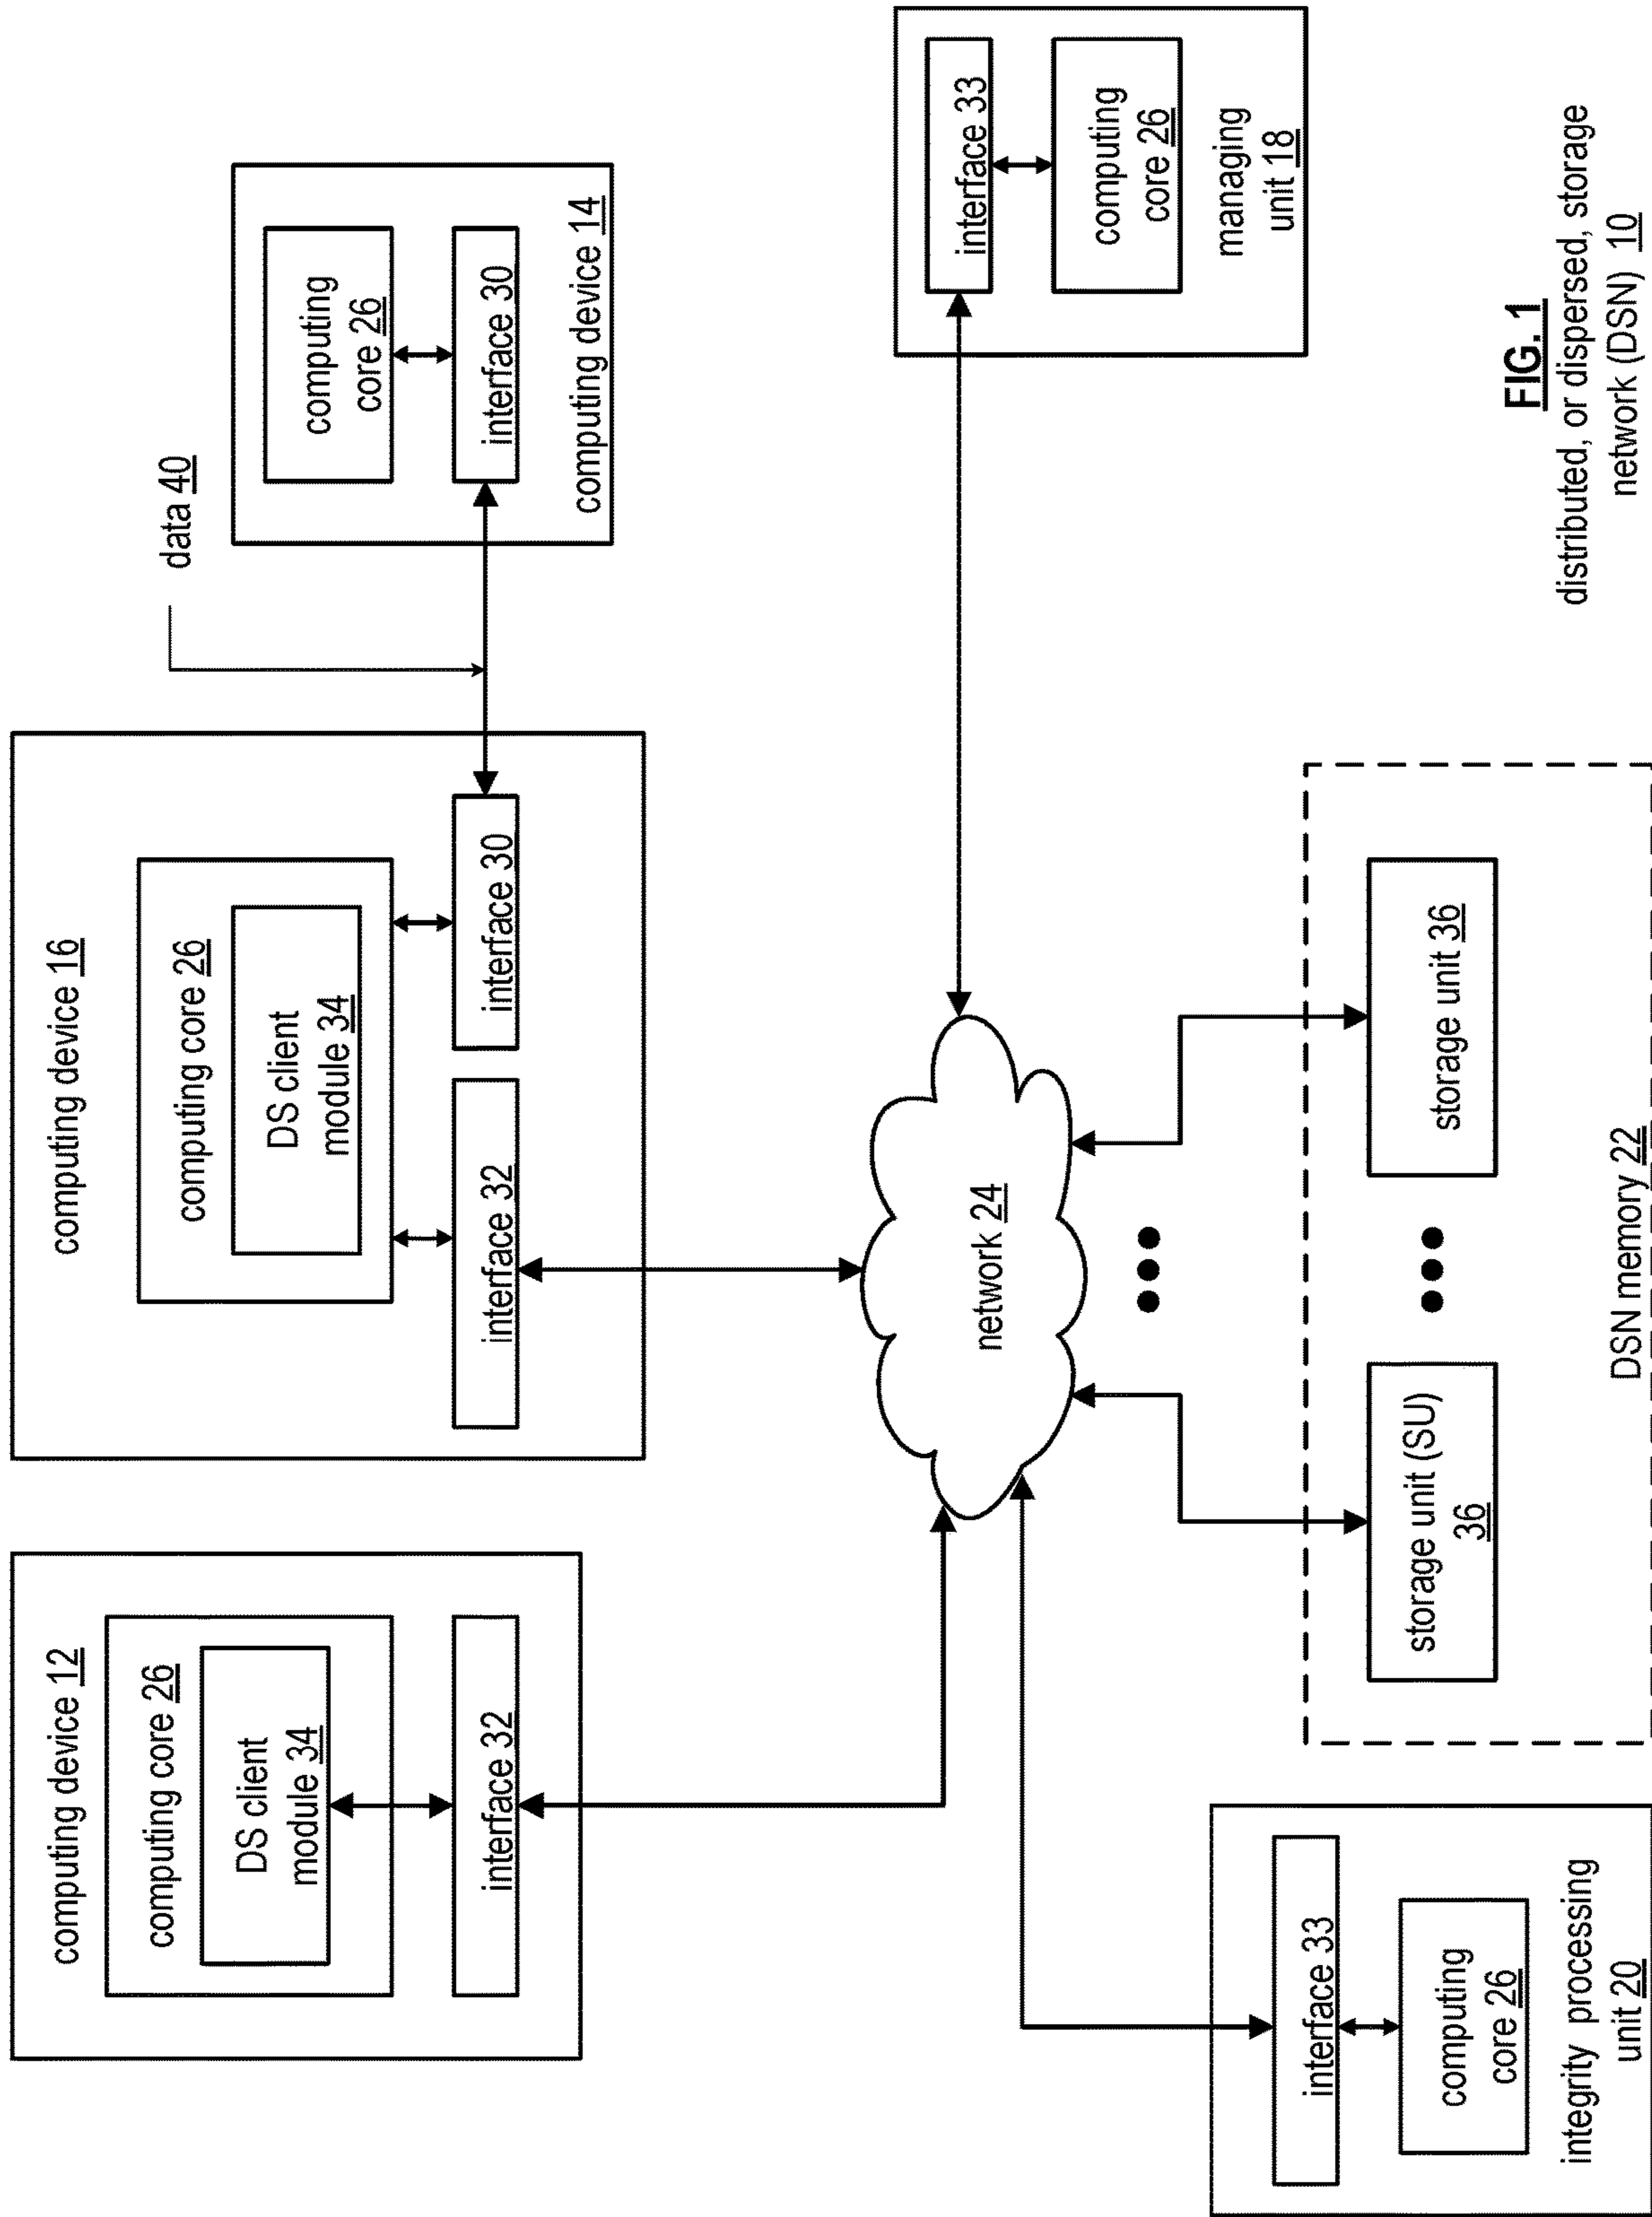 computing device 12
computing core 26
DS client
module 34
interface 32
computing device 16
computing core 26
DS client
module 34
interface 32
interface 30
data 40
computing
core 26
interface 30
computing device 14
network 24
interface 33
computing
core 26
managing
unit 18
interface 33
computing
core 26
integrity processing
unit 20
storage unit (SU)
36
storage unit 36
DSN memory 22
FIG. 1
distributed, or dispersed, storage
network (DSN) 10